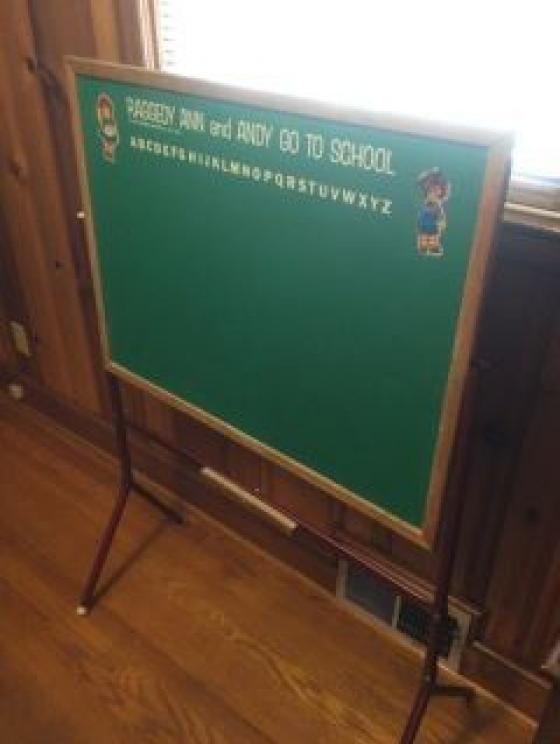 RAGGEDY ANN and ANDY GO TO SCHOOL
ABCDEFGHIJKLMNOPQRSTUVWXYZ